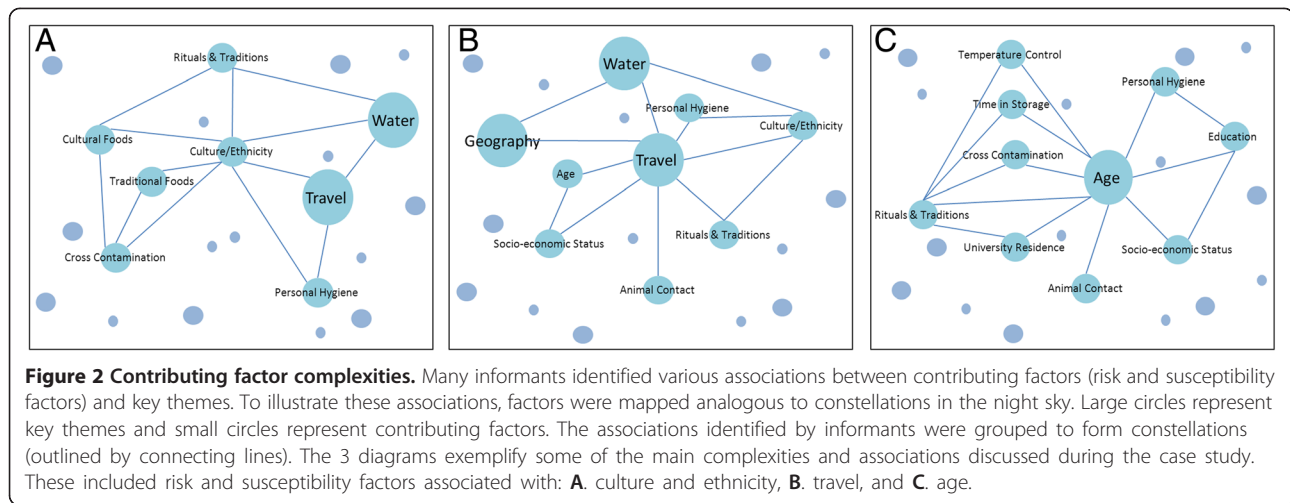 A
Rituals & Traditions
Water
Cultural Foods
Culture/Ethnicity
Traditional Foods
Travel
Cross Contamination
Personal Hygiene
B
Water
Personal Hygiene
Culture/Ethnicity
Geography
Travel
Age
Socio-economic Status
Rituals & Traditions
Animal Contact
C
Temperature Control
Personal Hygiene
Time in Storage
Education
Cross Contamination
Age
Rituals & Traditions
University Residence
Socio-economic Status
Animal Contact
Figure 2 Contributing factor complexities. Many informants identified various associations between contributing factors (risk and susceptibility
factors) and key themes. To illustrate these associations, factors were mapped analogous to constellations in the night sky. Large circles represent
key themes and small circles represent contributing factors. The associations identified by informants were grouped to form constellations
(outlined by connecting lines). The 3 diagrams exemplify some of the main complexities and associations discussed during the case study.
These included risk and susceptibility factors associated with: A. culture and ethnicity, B. travel, and C. age.